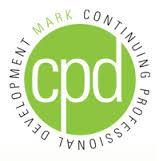 MARK CONTINUING PROFESSIONAL DEVELOPMENT
cpd